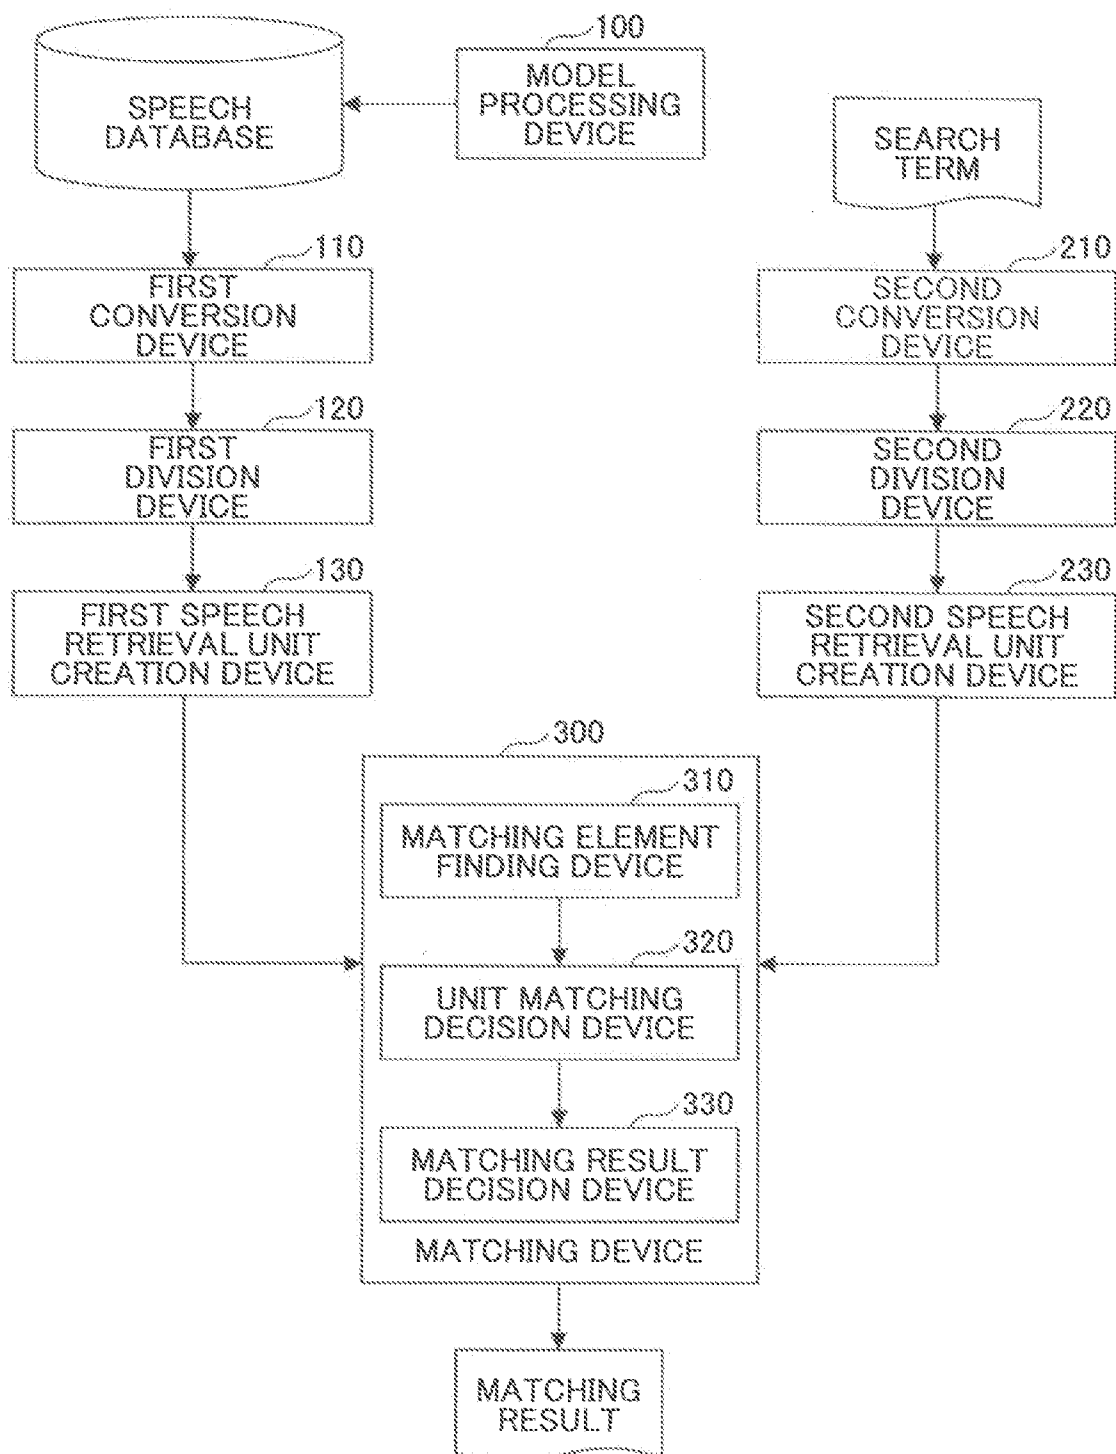 100
MODEL
PROCESSING
DEVICE
SPEECH
DATABASE
SEARCH
TERM
110
FIRST
CONVERSION
DEVICE
210
SECOND
CONVERSION
DEVICE
120
FIRST
DIVISION
DEVICE
220
SECOND
DIVISION
DEVICE
130
FIRST SPEECH
RETRIEVAL UNIT
CREATION DEVICE
230
SECOND SPEECH
RETRIEVAL UNIT
CREATION DEVICE
300
310
MATCHING ELEMENT
FINDING DEVICE
320
UNIT MATCHING
DECISION DEVICE
330
MATCHING RESULT
DECISION DEVICE
MATCHING DEVICE
MATCHING
RESULT